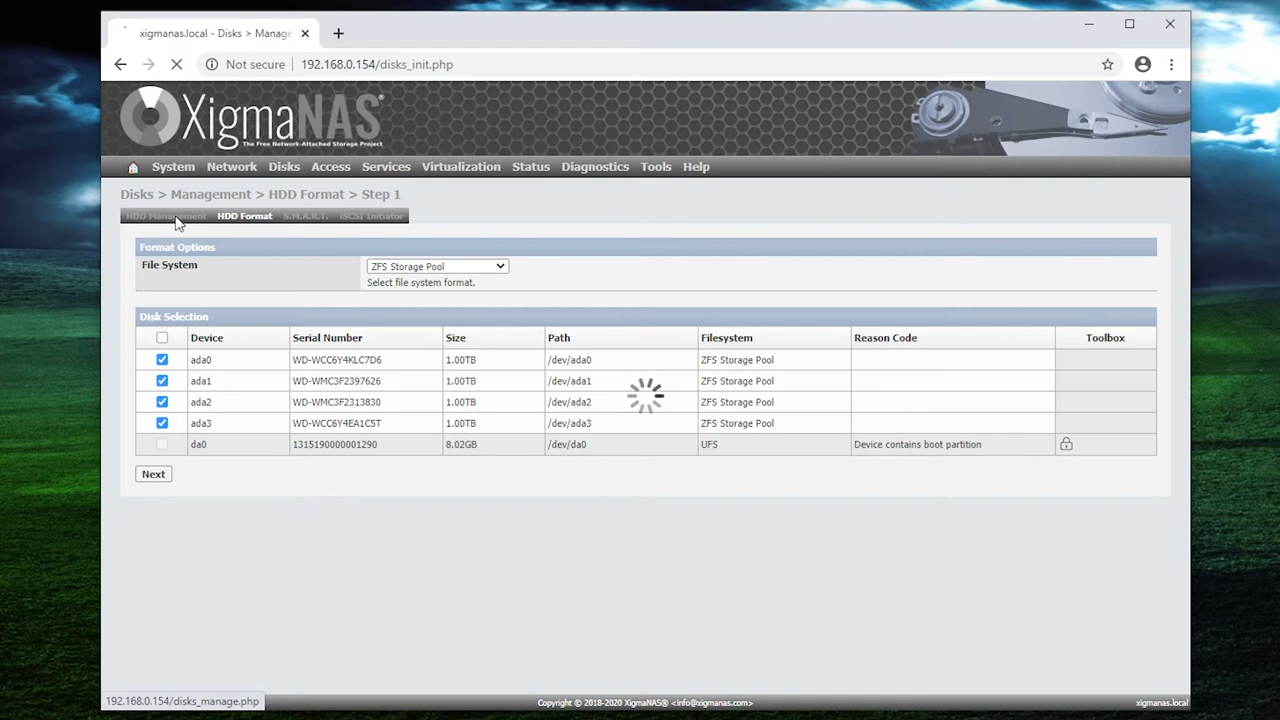 xigmanas.local - Disks > Manage
Not secure 192.168.0.154/disks_init.php
XigmaNAS®
The Free Network-Attached Storage Project
System Network Disks Access Services Virtualization Status Diagnostics Tools Help
Disks > Management > HDD Format > Step 1
HDD Management HDD Format S.M.A.R.T. iSCSI Initiator
Format Options
File System ZFS Storage Pool
Select file system format.
Disk Selection
Device Serial Number Size Path Filesystem Reason Code Toolbox
ada0 WD-WCC6Y4KLC7D6 1.00TB /dev/ada0 ZFS Storage Pool
ada1 WD-WMC3F2397626 1.00TB /dev/ada1 ZFS Storage Pool
ada2 WD-WMC3F2313830 1.00TB /dev/ada2 ZFS Storage Pool
ada3 WD-WCC6Y4EA1C5T 1.00TB /dev/ada3 ZFS Storage Pool
da0 1315190000001290 8.02GB /dev/da0 UFS Device contains boot partition
Next
192.168.0.154/disks_manage.php
Copyright © 2018-2020 XigmaNAS® <info@xigmanas.com>
xigmanas.local